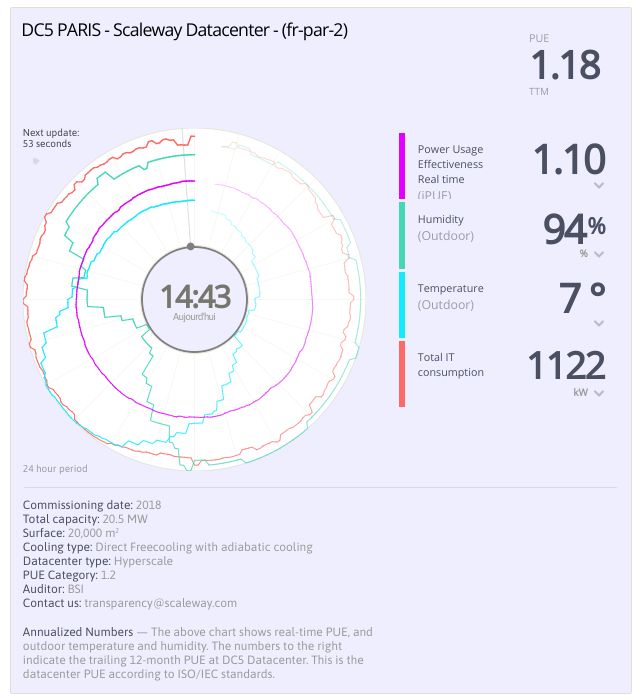 DC5 PARIS - Scaleway Datacenter - (fr-par-2)
PUE
1.18
TTM
Next update:
53 seconds
Power Usage
Effectiveness
Real time
(iPUE)
1.10
Humidity
(Outdoor)
94%
%
Temperature
(Outdoor)
7 °
Total IT
consumption
1122
kW
14:43
Aujourd'hui
24 hour period
Commissioning date: 2018
Total capacity: 20.5 MW
Surface: 20,000 m²
Cooling type: Direct Freecooling with adiabatic cooling
Datacenter type: Hyperscale
PUE Category: 1.2
Auditor: BSI
Contact us: transparency@scaleway.com
Annualized Numbers — The above chart shows real-time PUE, and
outdoor temperature and humidity. The numbers to the right
indicate the trailing 12-month PUE at DC5 Datacenter. This is the
datacenter PUE according to ISO/IEC standards.